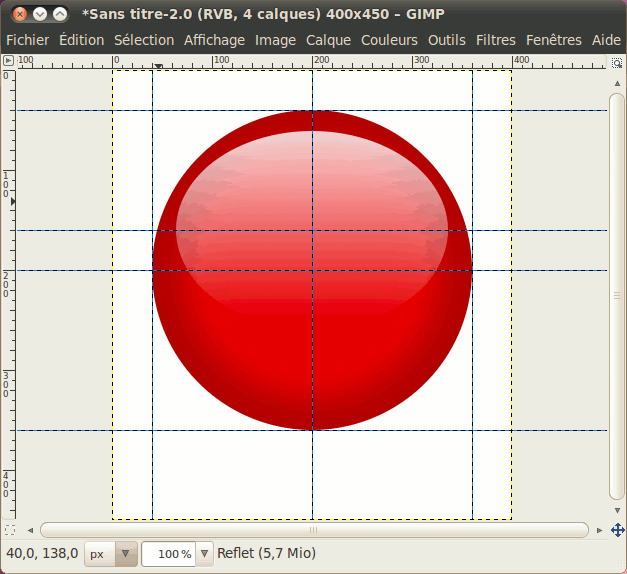 *Sans titre-2.0 (RVB, 4 calques) 400x450 – GIMP
Fichier Édition Sélection Affichage Image Calque Couleurs Outils Filtres Fenêtres Aide
-100 0 100 200 300 400
0
100
200
300
400
40,0, 138,0 px 100 % Reflet (5,7 Mio)